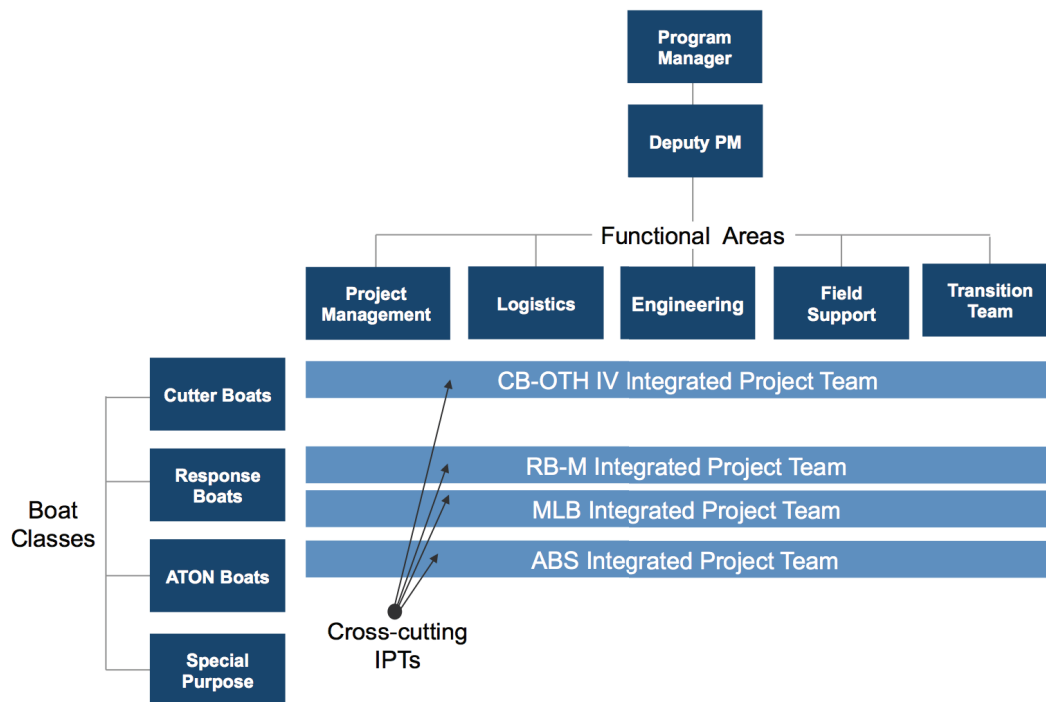 Program
Manager
Deputy PM
Functional Areas
Project
Management
Logistics
Engineering
Field
Support
Transition
Team
Cutter Boats
CB-OTH IV Integrated Project Team
Response
Boats
RB-M Integrated Project Team
MLB Integrated Project Team
Boat
Classes
ATON Boats
ABS Integrated Project Team
Cross-cutting
IPTs
Special
Purpose